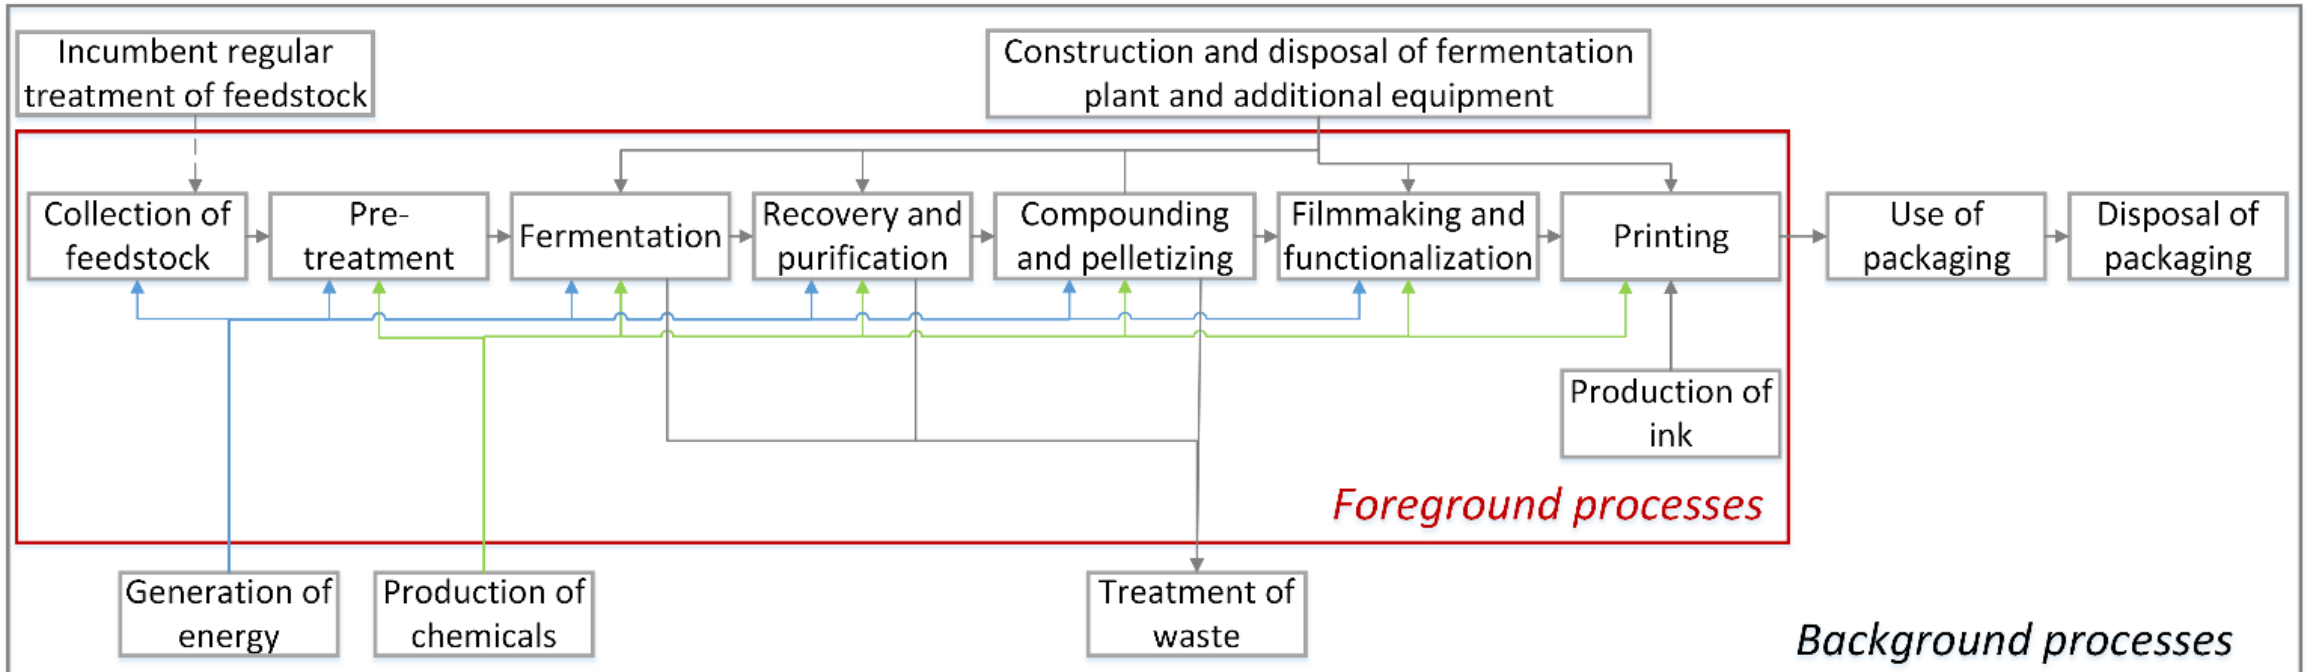 Incumbent regular
treatment of feedstock
Construction and disposal of fermentation
plant and additional equipment
Collection of
feedstock
Pre-
treatment
Fermentation
Recovery and
purification
Compounding
and pelletizing
Filmmaking and
functionalization
Printing
Use of
packaging
Disposal of
packaging
Production of
ink
Foreground processes
Generation of
energy
Production of
chemicals
Treatment of
waste
Background processes